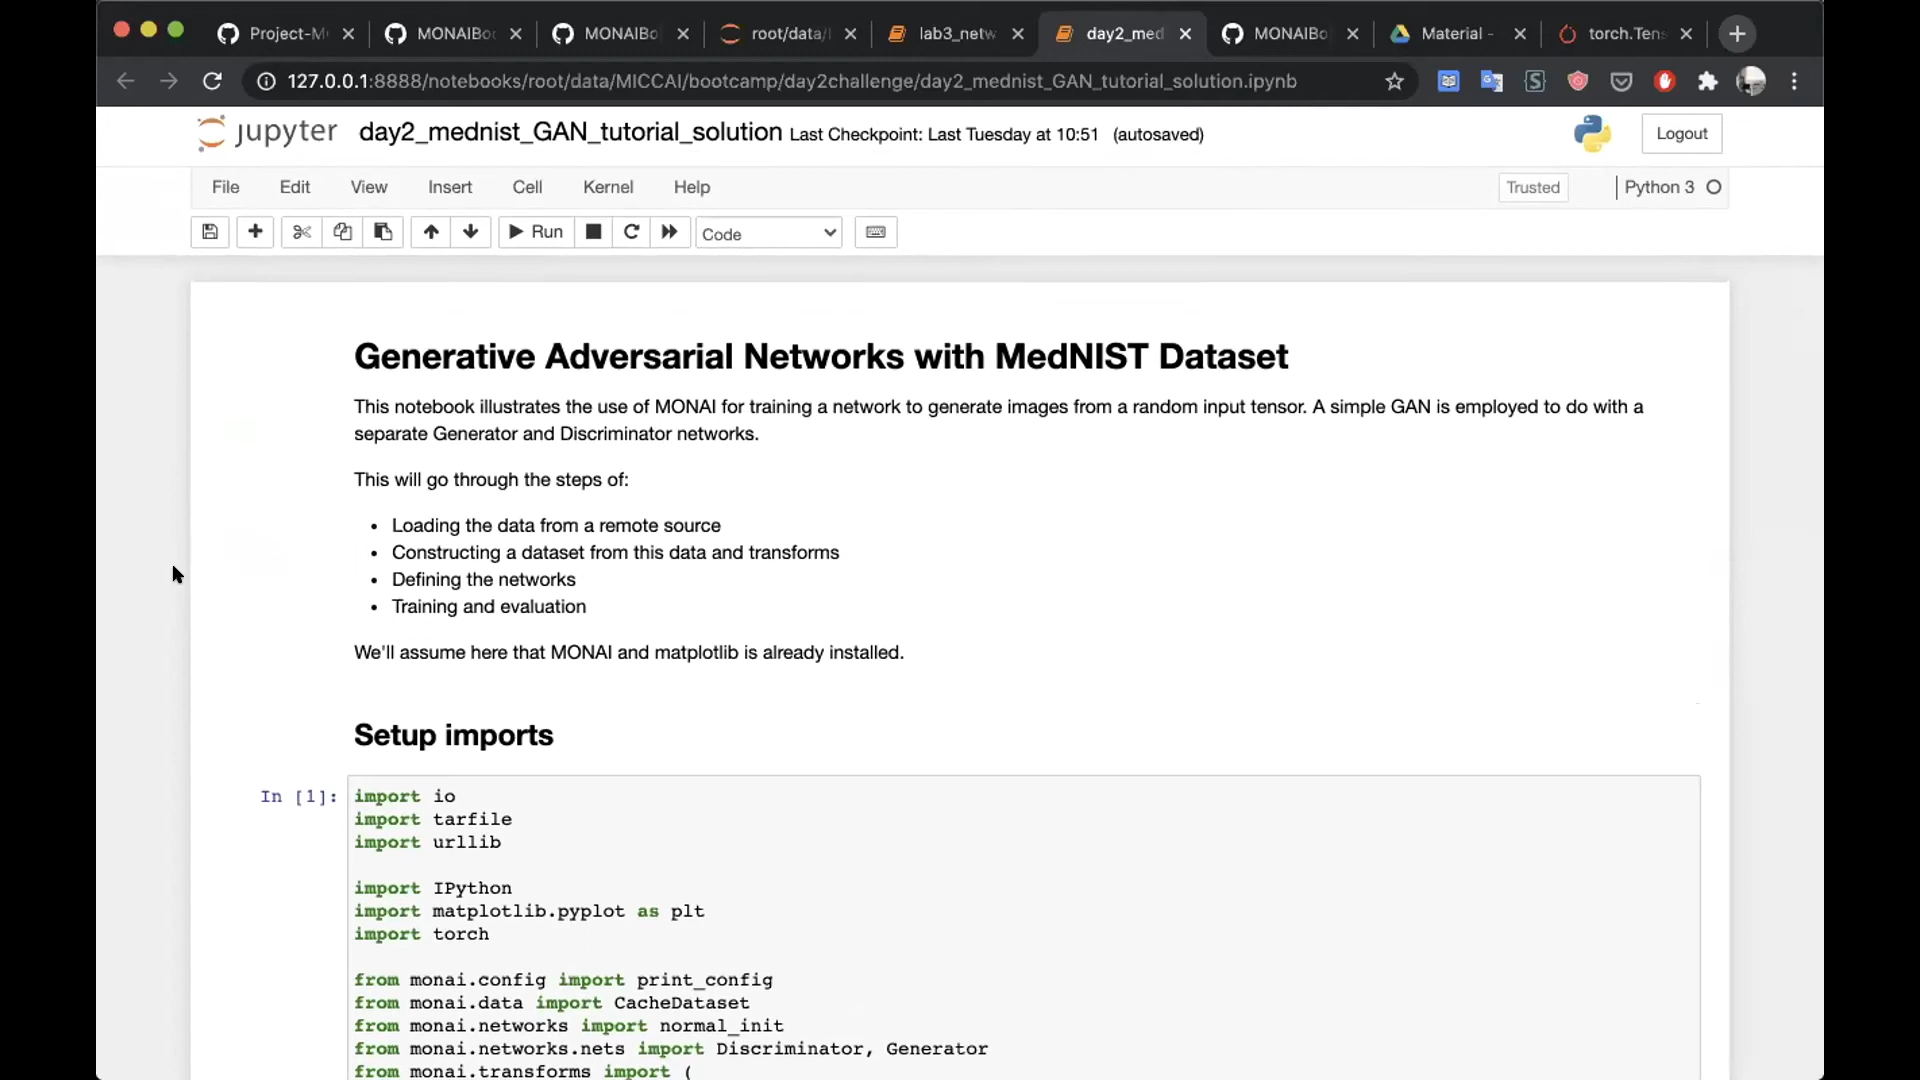 Project-M
MONAIBo
MONAIBo
root/data/
lab3_netw
day2_med
MONAIBo
Material -
torch.Tens
127.0.0.1:8888/notebooks/root/data/MICCAI/bootcamp/day2challenge/day2_mednist_GAN_tutorial_solution.ipynb
jupyter day2_mednist_GAN_tutorial_solution Last Checkpoint: Last Tuesday at 10:51 (autosaved)
Logout
File Edit View Insert Cell Kernel Help
Trusted
Python 3
Run
Code
Generative Adversarial Networks with MedNIST Dataset
This notebook illustrates the use of MONAI for training a network to generate images from a random input tensor. A simple GAN is employed to do with a
separate Generator and Discriminator networks.
This will go through the steps of:
• Loading the data from a remote source
• Constructing a dataset from this data and transforms
• Defining the networks
• Training and evaluation
We'll assume here that MONAI and matplotlib is already installed.
Setup imports
In [1]:
import io
import tarfile
import urllib
import IPython
import matplotlib.pyplot as plt
import torch
from monai.config import print_config
from monai.data import CacheDataset
from monai.networks import normal_init
from monai.networks.nets import Discriminator, Generator
from monai.transforms import (